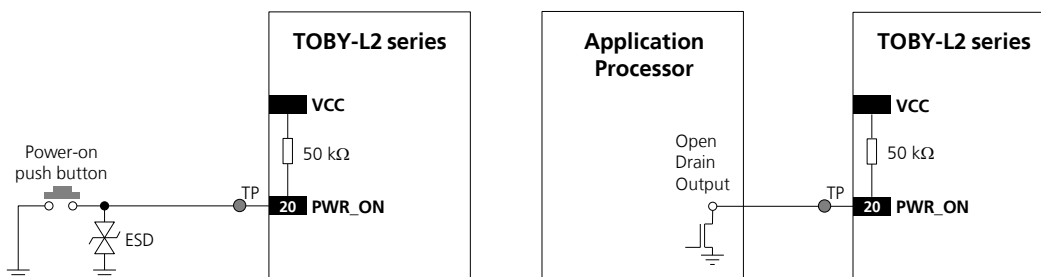 TOBY-L2 series
VCC
50 kΩ
Power-on
push button
TP
20 PWR_ON
ESD
Application
Processor
Open
Drain
Output
TOBY-L2 series
VCC
50 kΩ
TP
20 PWR_ON